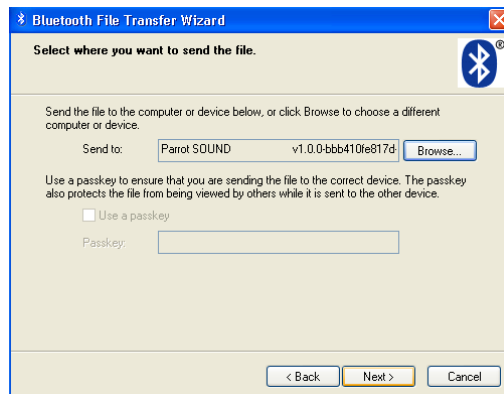 Bluetooth File Transfer Wizard
Select where you want to send the file.
®
Send the file to the computer or device below, or click Browse to choose a different
computer or device.
Send to: Parrot SOUND v1.0.0-bbb410fe817d- Browse...
Use a passkey to ensure that you are sending the file to the correct device. The passkey
also protects the file from being viewed by others while it is sent to the other device.
Use a passkey
Passkey:
< Back Next > Cancel